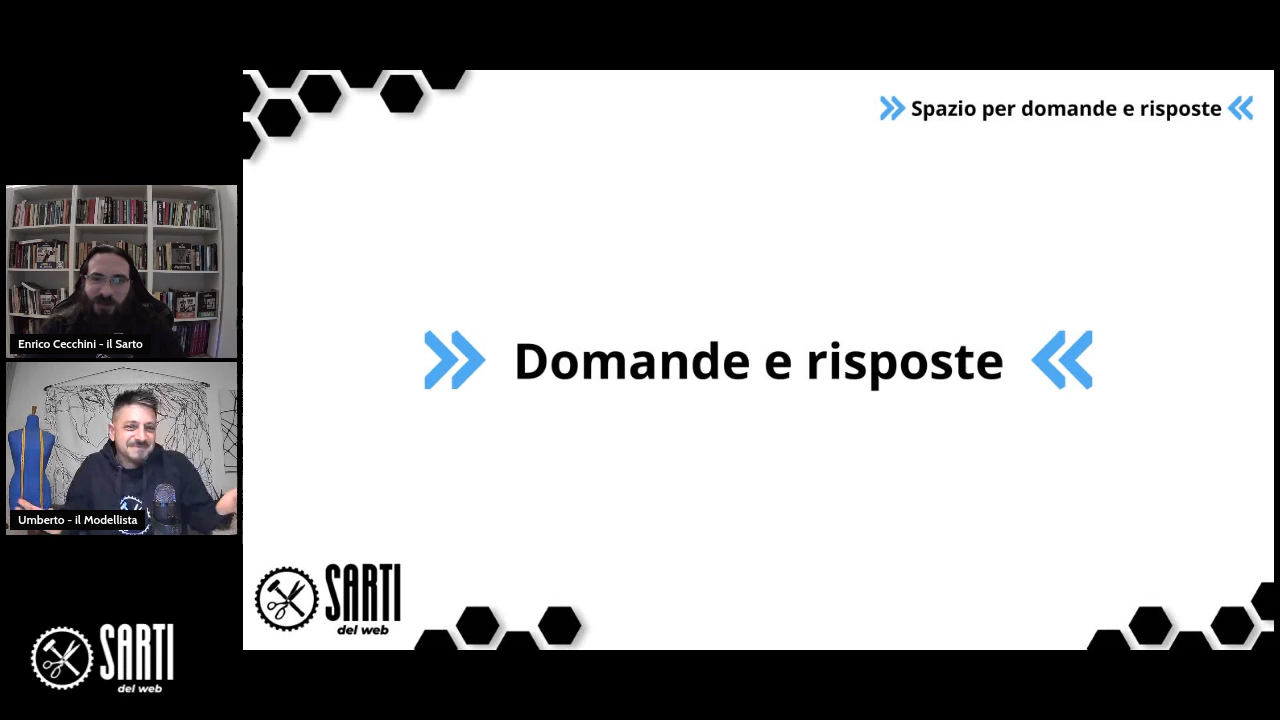 Spazio per domande e risposte
Domande e risposte
Enrico Cecchini - il Sarto
Umberto - il Modellista
SARTI
del web
SARTI
del web